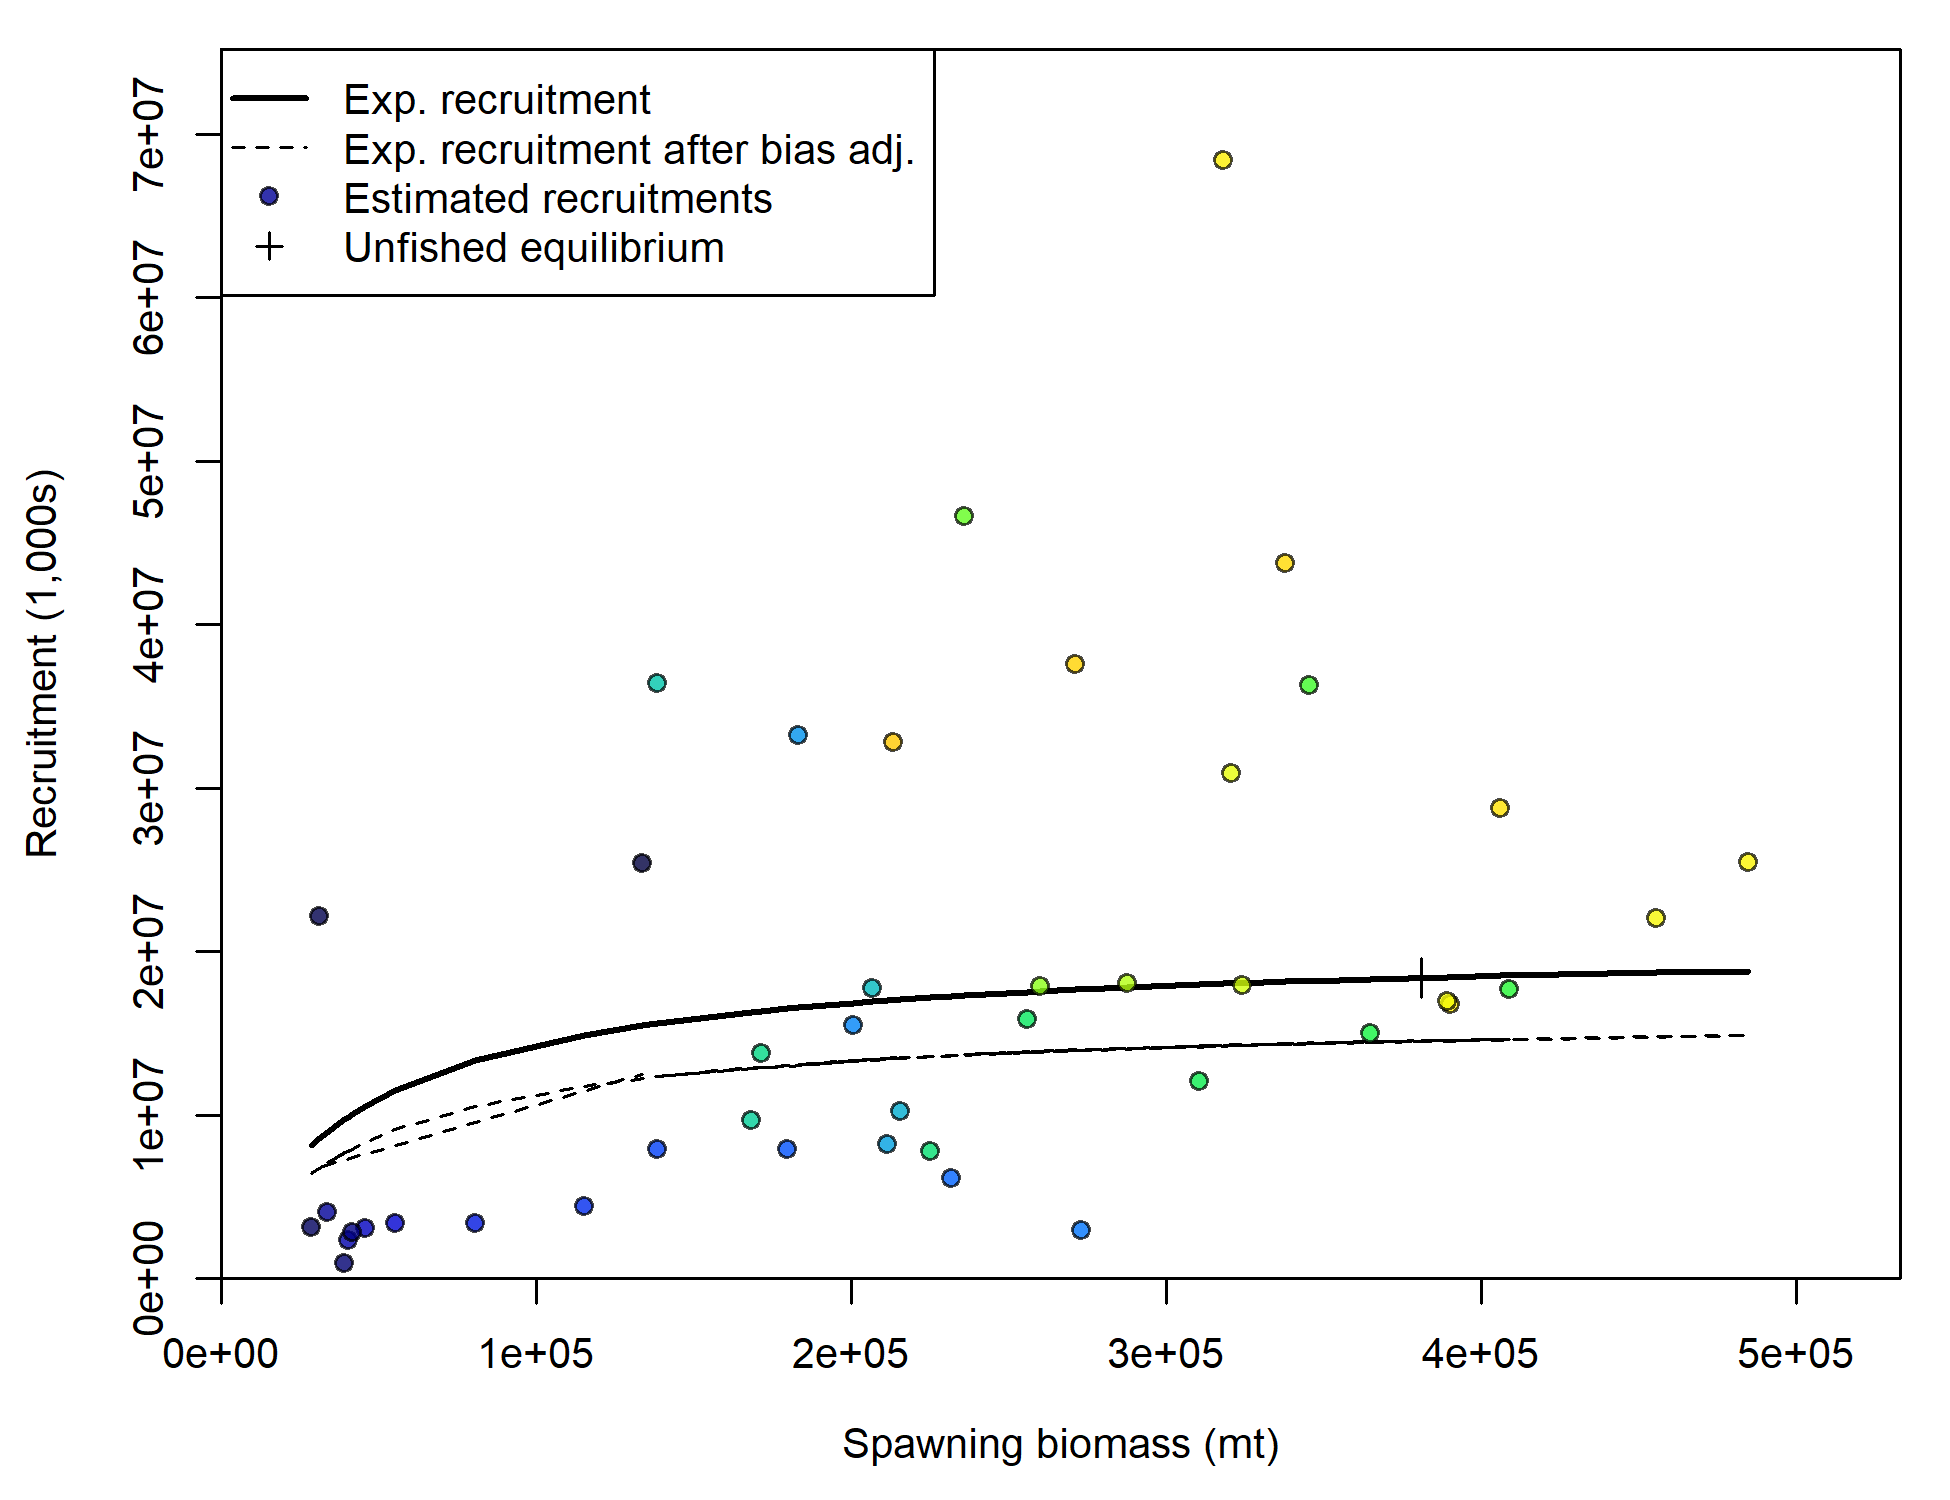 Exp. recruitment
Exp. recruitment after bias adj.
Estimated recruitments
Unfished equilibrium
7e+07
6e+07
5e+07
4e+07
3e+07
2e+07
1e+07
0e+00
Recruitment (1,000s)
0e+00 1e+05 2e+05 3e+05 4e+05 5e+05
Spawning biomass (mt)